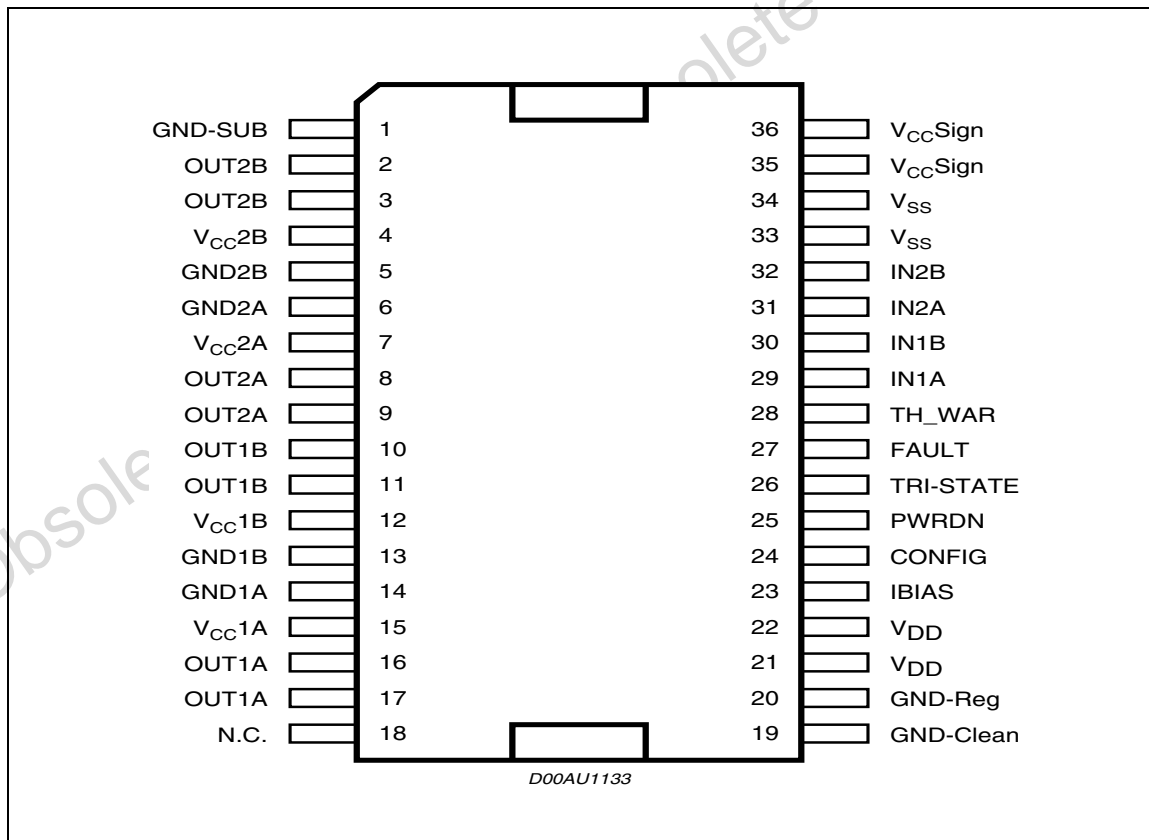 olete
GND-SUB 1 36 VCCSign
OUT2B 2 35 VCCSign
OUT2B 3 34 VSS
VCC2B 4 33 VSS
GND2B 5 32 IN2B
GND2A 6 31 IN2A
VCC2A 7 30 IN1B
OUT2A 8 29 IN1A
OUT2A 9 28 TH_WAR
OUT1B 10 27 FAULT
OUT1B 11 26 TRI-STATE
VCC1B 12 25 PWRDN
GND1B 13 24 CONFIG
GND1A 14 23 IBIAS
VCC1A 15 22 VDD
OUT1A 16 21 VDD
OUT1A 17 20 GND-Reg
N.C. 18 19 GND-Clean
D00AU1133